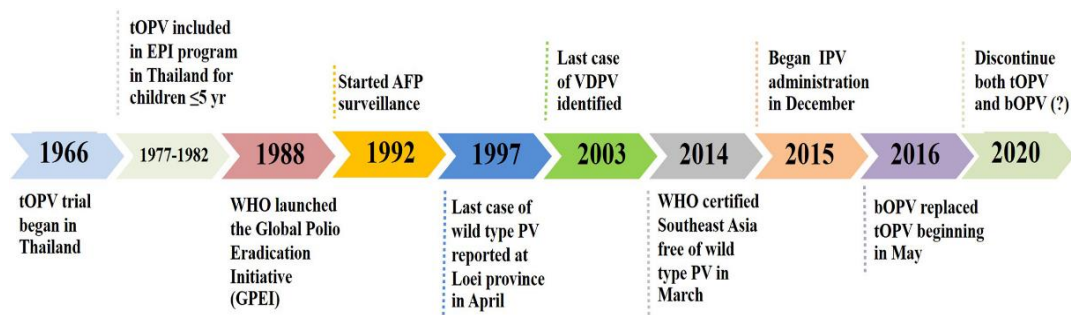 tOPV included
in EPI program
in Thailand for
children ≤5 yr
Started AFP
surveillance
Last case
of VDPV
identified
Began IPV
administration
in December
Discontinue
both tOPV
and bOPV (?)
1966
1977-1982
1988
1992
1997
2003
2014
2015
2016
2020
tOPV trial
began in
Thailand
WHO launched
the Global Polio
Eradication
Initiative
(GPEI)
Last case of
wild type PV
reported at
Loei province
in April
WHO certified
Southeast Asia
free of wild
type PV in
March
bOPV replaced
tOPV beginning
in May